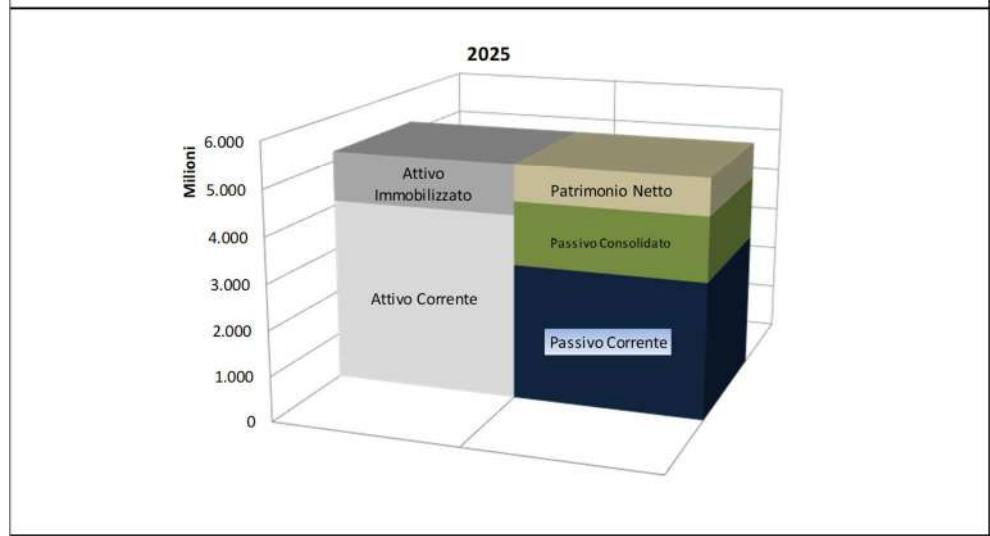 2025
Milioni
6.000
5.000
4.000
3.000
2.000
1.000
0
Attivo
Immobilizzato
Attivo Corrente
Patrimonio Netto
Passivo Consolidato
Passivo Corrente